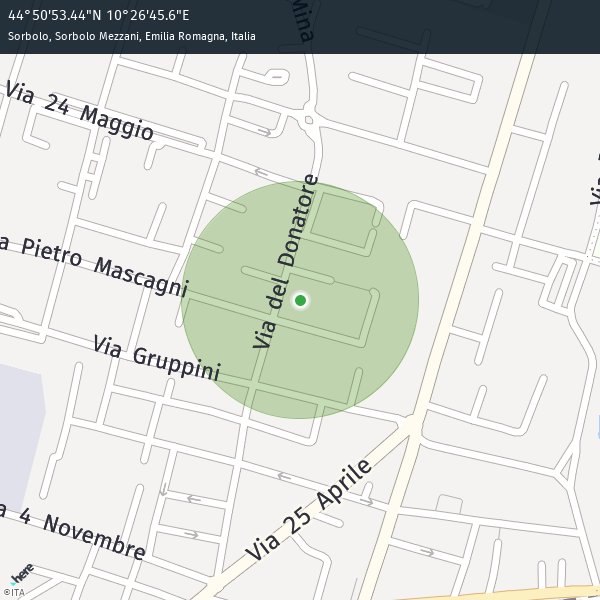 44°50'53.44"N 10°26'45.6"E
Sorbolo, Sorbolo Mezzani, Emilia Romagna, Italia
Mina
Via 24 Maggio
Via del Donatore
a Pietro Mascagni
Via Gruppini
Via 25 Aprile
a 4 Novembre
here
©ITA